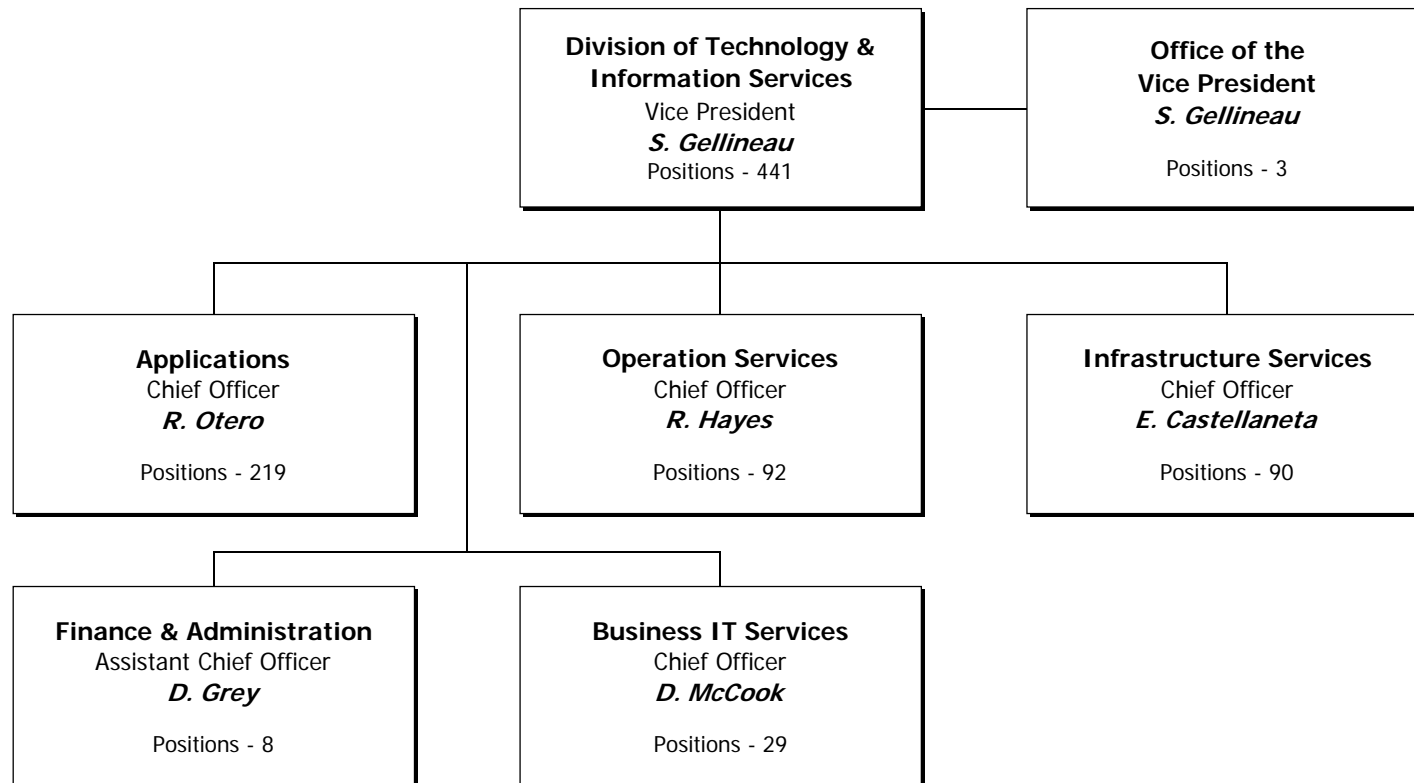 Division of Technology &
Information Services
Vice President
S. Gellineau
Positions - 441
Office of the
Vice President
S. Gellineau
Positions - 3
Applications
Chief Officer
R. Otero
Positions - 219
Operation Services
Chief Officer
R. Hayes
Positions - 92
Infrastructure Services
Chief Officer
E. Castellaneta
Positions - 90
Finance & Administration
Assistant Chief Officer
D. Grey
Positions - 8
Business IT Services
Chief Officer
D. McCook
Positions - 29